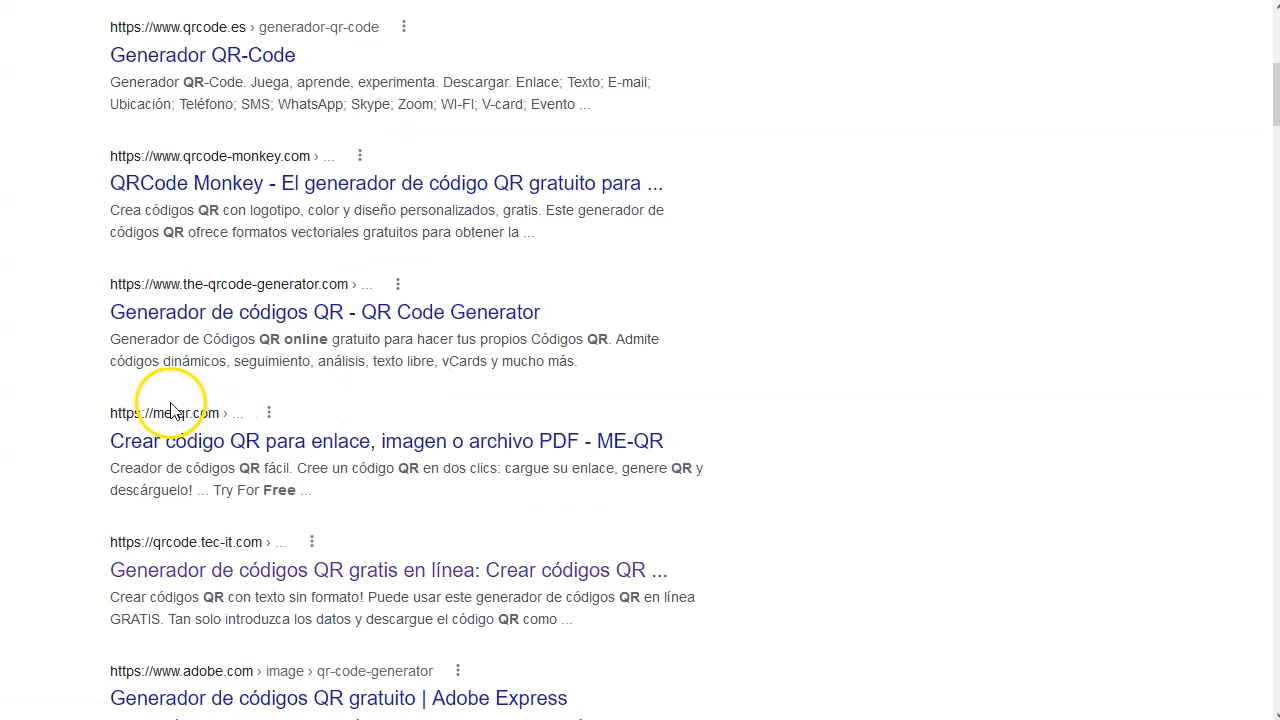 https://www.qrcode.es › generador-qr-code
Generador QR-Code
Generador QR-Code. Juega, aprende, experimenta. Descargar. Enlace; Texto; E-mail;
Ubicación; Teléfono; SMS; WhatsApp; Skype; Zoom; WI-FI; V-card; Evento ...
https://www.qrcode-monkey.com › ...
QRCode Monkey - El generador de código QR gratuito para ...
Crea códigos QR con logotipo, color y diseño personalizados, gratis. Este generador de
códigos QR ofrece formatos vectoriales gratuitos para obtener la ...
https://www.the-qrcode-generator.com › ...
Generador de códigos QR - QR Code Generator
Generador de Códigos QR online gratuito para hacer tus propios Códigos QR. Admite
códigos dinámicos, seguimiento, análisis, texto libre, vCards y mucho más.
https://me-qr.com › ...
Crear código QR para enlace, imagen o archivo PDF - ME-QR
Creador de códigos QR fácil. Cree un código QR en dos clics: cargue su enlace, genere QR y
descárguelo! ... Try For Free ...
https://qrcode.tec-it.com › ...
Generador de códigos QR gratis en línea: Crear códigos QR ...
Crear códigos QR con texto sin formato! Puede usar este generador de códigos QR en línea
GRATIS. Tan solo introduzca los datos y descargue el código QR como ...
https://www.adobe.com › image › qr-code-generator
Generador de códigos QR gratuito | Adobe Express